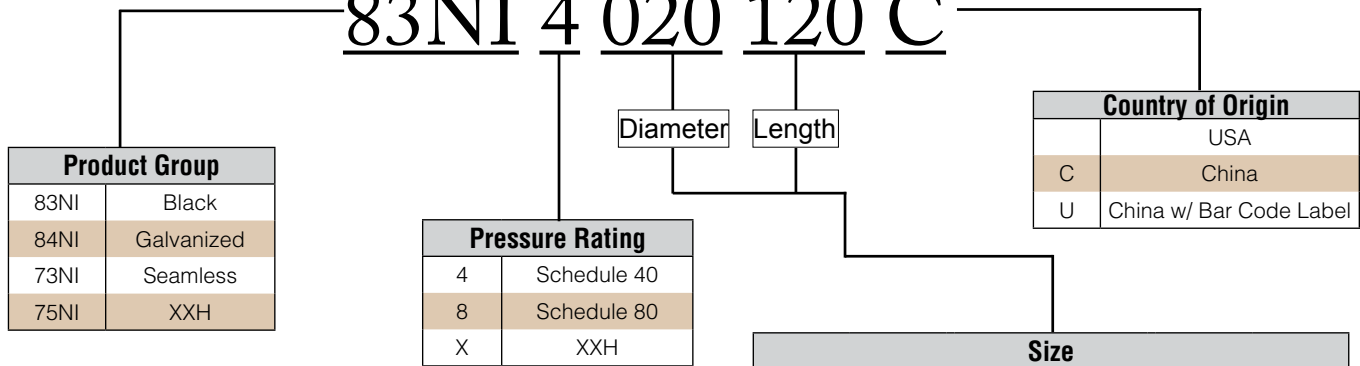 83NI 4 020 120 C
Diameter Length
Product Group
83NI Black
84NI Galvanized
73NI Seamless
75NI XXH
Pressure Rating
4 Schedule 40
8 Schedule 80
X XXH
Country of Origin
USA
C China
U China w/ Bar Code Label
Size